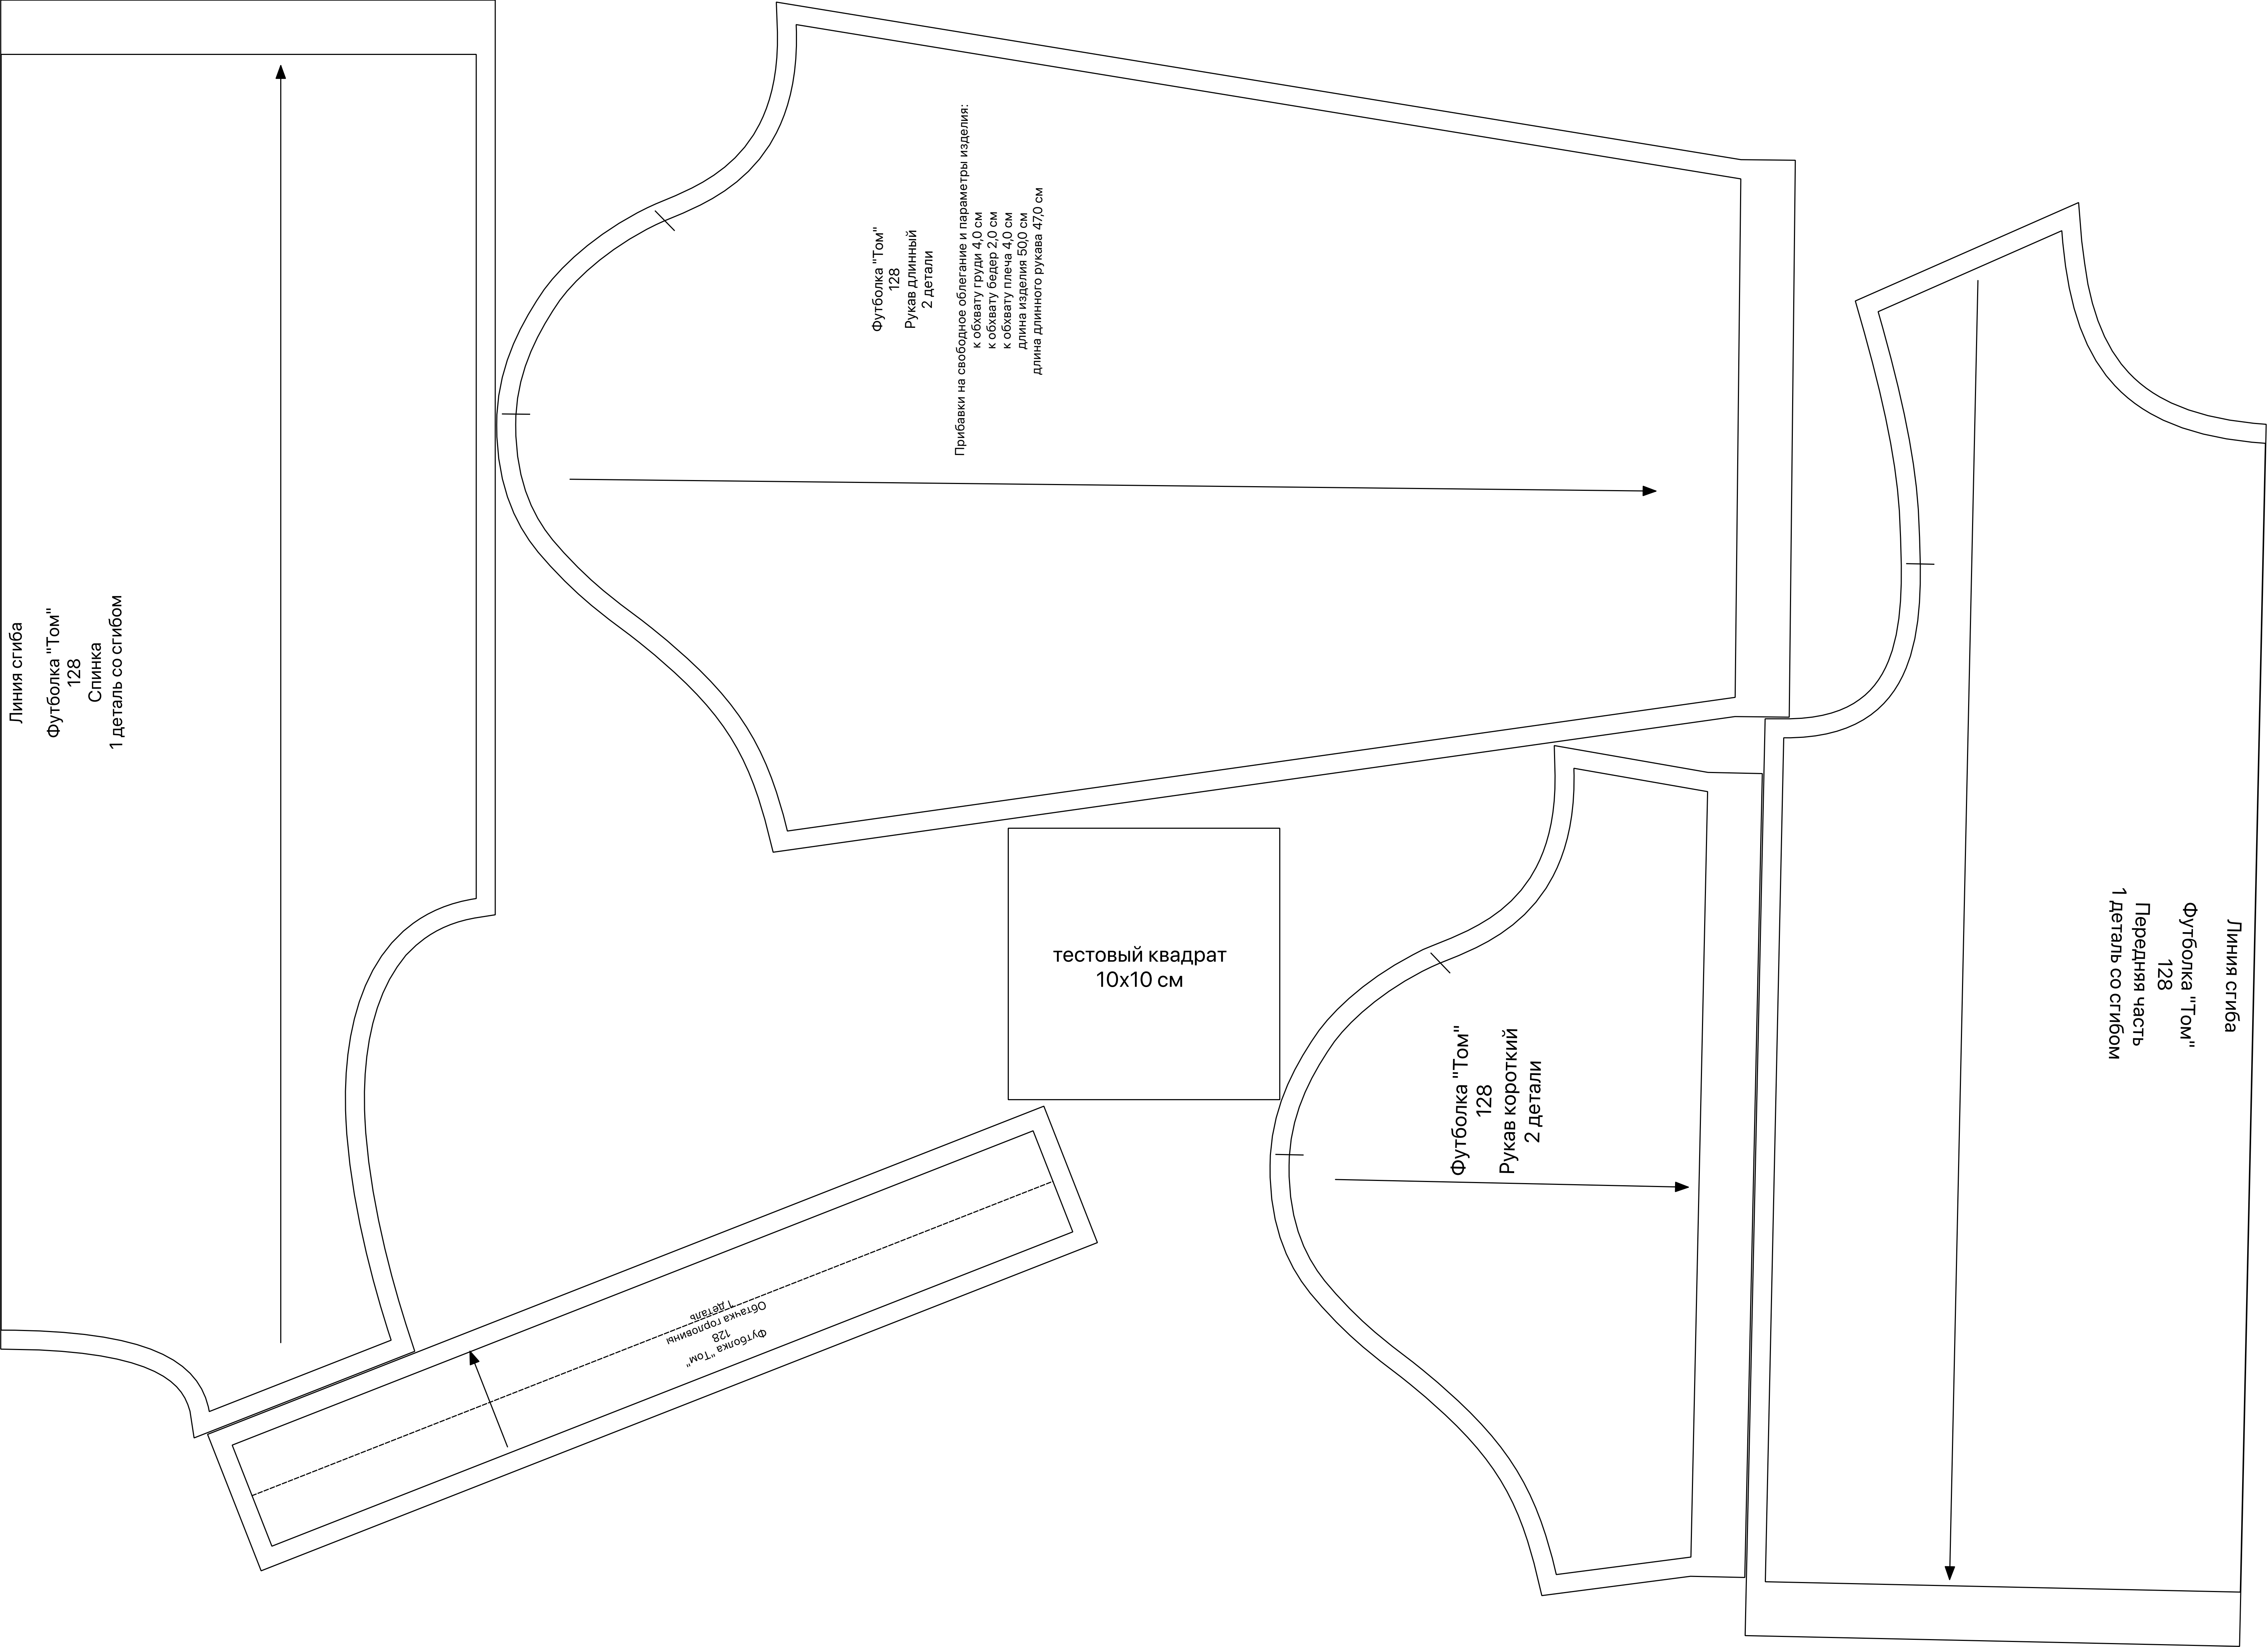 Линия сгиба
Футболка "Том"
128
Спинка
1 деталь со сгибом
Футболка "Том"
128
Рукав длинный
2 детали
Прибавки на свободное облегание и параметры изделия:
к обхвату груди 4,0 см
к обхвату бедер 2,0 см
к обхвату плеча 4,0 см
длина изделия 50,0 см
длина длинного рукава 47,0 см
тестовый квадрат
10х10 см
Футболка "Том"
128
Рукав короткий
2 детали
Линия сгиба
Футболка "Том"
128
Передняя часть
1 деталь со сгибом
Футболка "Том"
128
Обтачка горловины
1 деталь